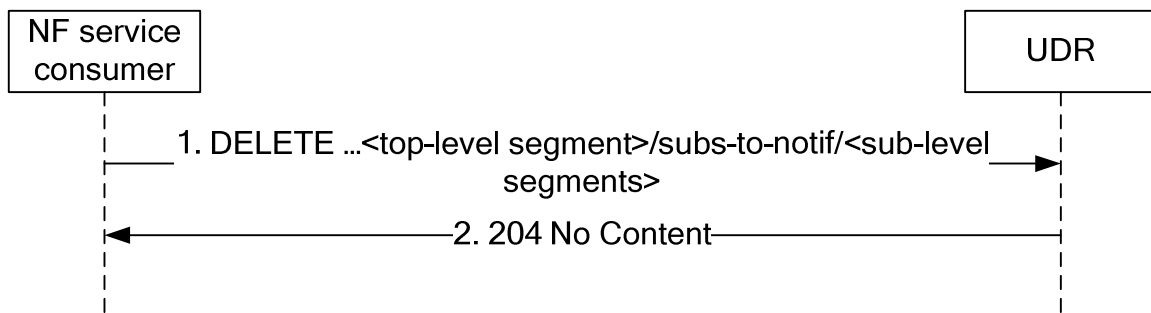 NF service
consumer
UDR
1. DELETE ...<top-level segment>/subs-to-notif/<sub-level
segments>
2. 204 No Content